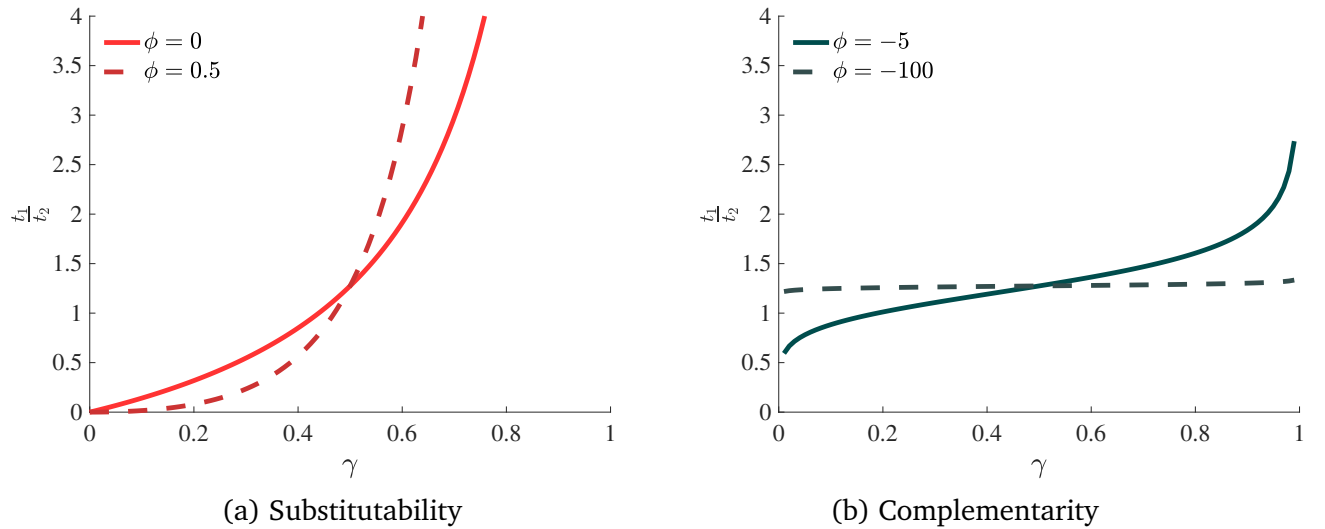 4
3.5
3
2.5
2
1.5
1
0.5
0
t₁/t₂
0 0.2 0.4 0.6 0.8 1
γ
ϕ = 0
ϕ = 0.5
(a) Substitutability
4
3.5
3
2.5
2
1.5
1
0.5
0
t₁/t₂
0.2 0.4 0.6 0.8 1
γ
ϕ = −5
ϕ = −100
(b) Complementarity